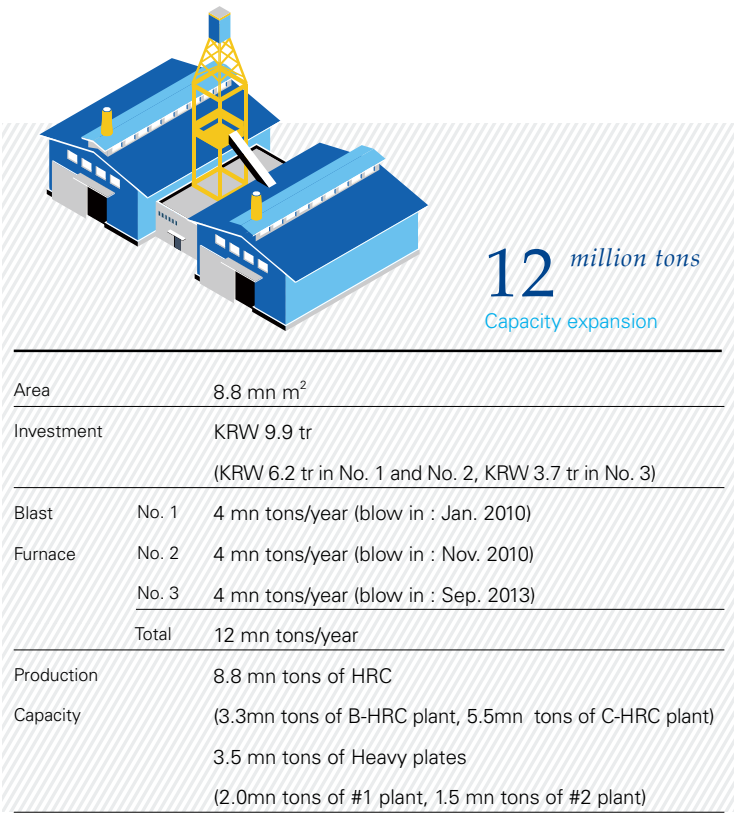 12 million tons
Capacity expansion
Area 8.8 mn m²
Investment KRW 9.9 tr
(KRW 6.2 tr in No. 1 and No. 2, KRW 3.7 tr in No. 3)
Blast No. 1 4 mn tons/year (blow in : Jan. 2010)
Furnace No. 2 4 mn tons/year (blow in : Nov. 2010)
No. 3 4 mn tons/year (blow in : Sep. 2013)
Total 12 mn tons/year
Production 8.8 mn tons of HRC
Capacity (3.3mn tons of B-HRC plant, 5.5mn tons of C-HRC plant)
3.5 mn tons of Heavy plates
(2.0mn tons of #1 plant, 1.5 mn tons of #2 plant)